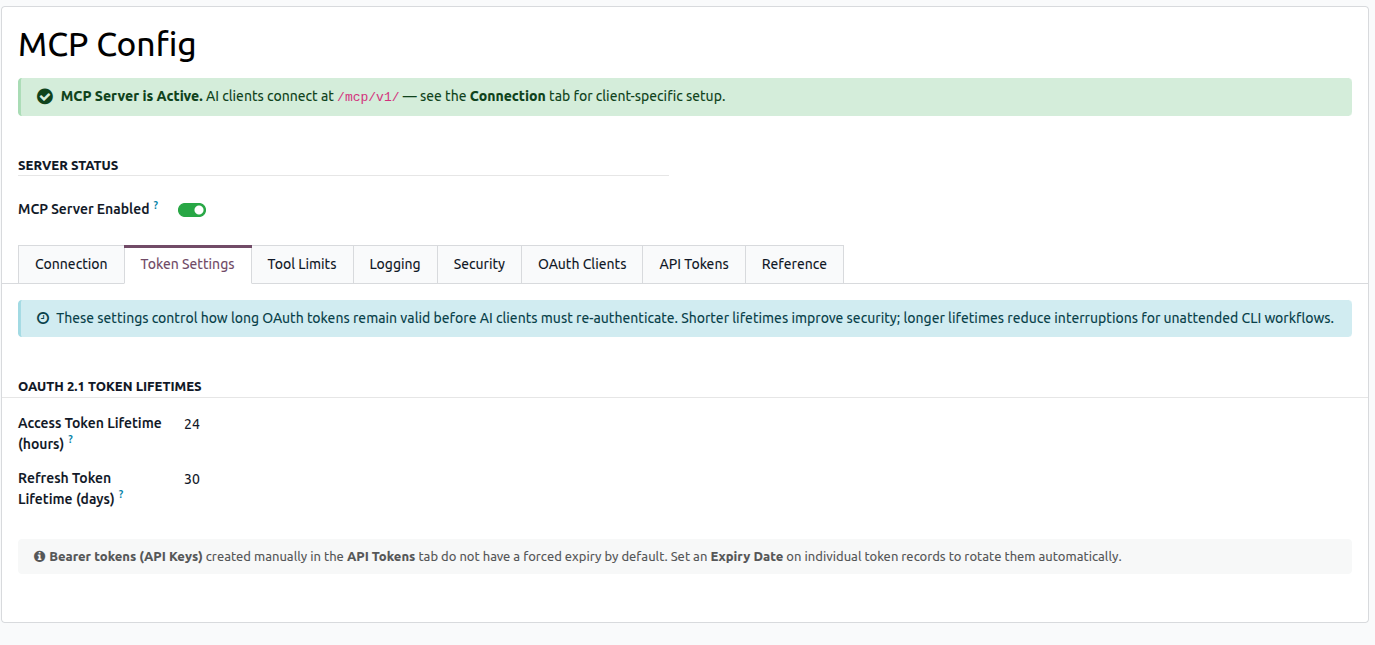 MCP Config
MCP Server is Active. AI clients connect at /mcp/v1/ — see the Connection tab for client-specific setup.
SERVER STATUS
MCP Server Enabled ?
Connection
Token Settings
Tool Limits
Logging
Security
OAuth Clients
API Tokens
Reference
These settings control how long OAuth tokens remain valid before AI clients must re-authenticate. Shorter lifetimes improve security; longer lifetimes reduce interruptions for unattended CLI workflows.
OAUTH 2.1 TOKEN LIFETIMES
Access Token Lifetime 24
(hours) ?
Refresh Token 30
Lifetime (days) ?
Bearer tokens (API Keys) created manually in the API Tokens tab do not have a forced expiry by default. Set an Expiry Date on individual token records to rotate them automatically.